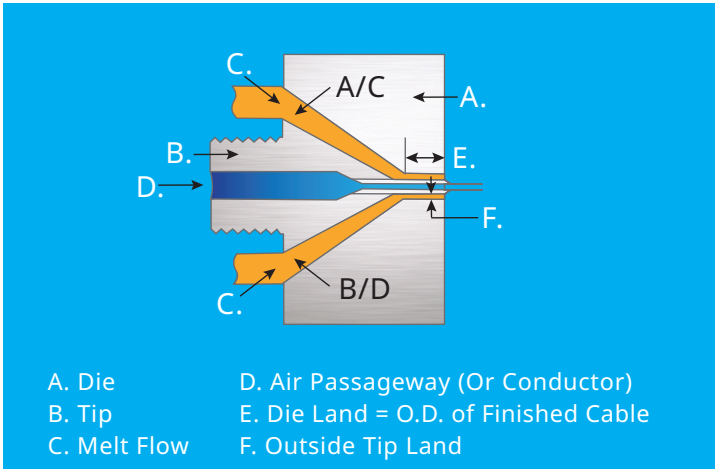 C.
A/C
A.
B.
E.
D.
F.
B/D
C.
A. Die
B. Tip
C. Melt Flow
D. Air Passageway (Or Conductor)
E. Die Land = O.D. of Finished Cable
F. Outside Tip Land